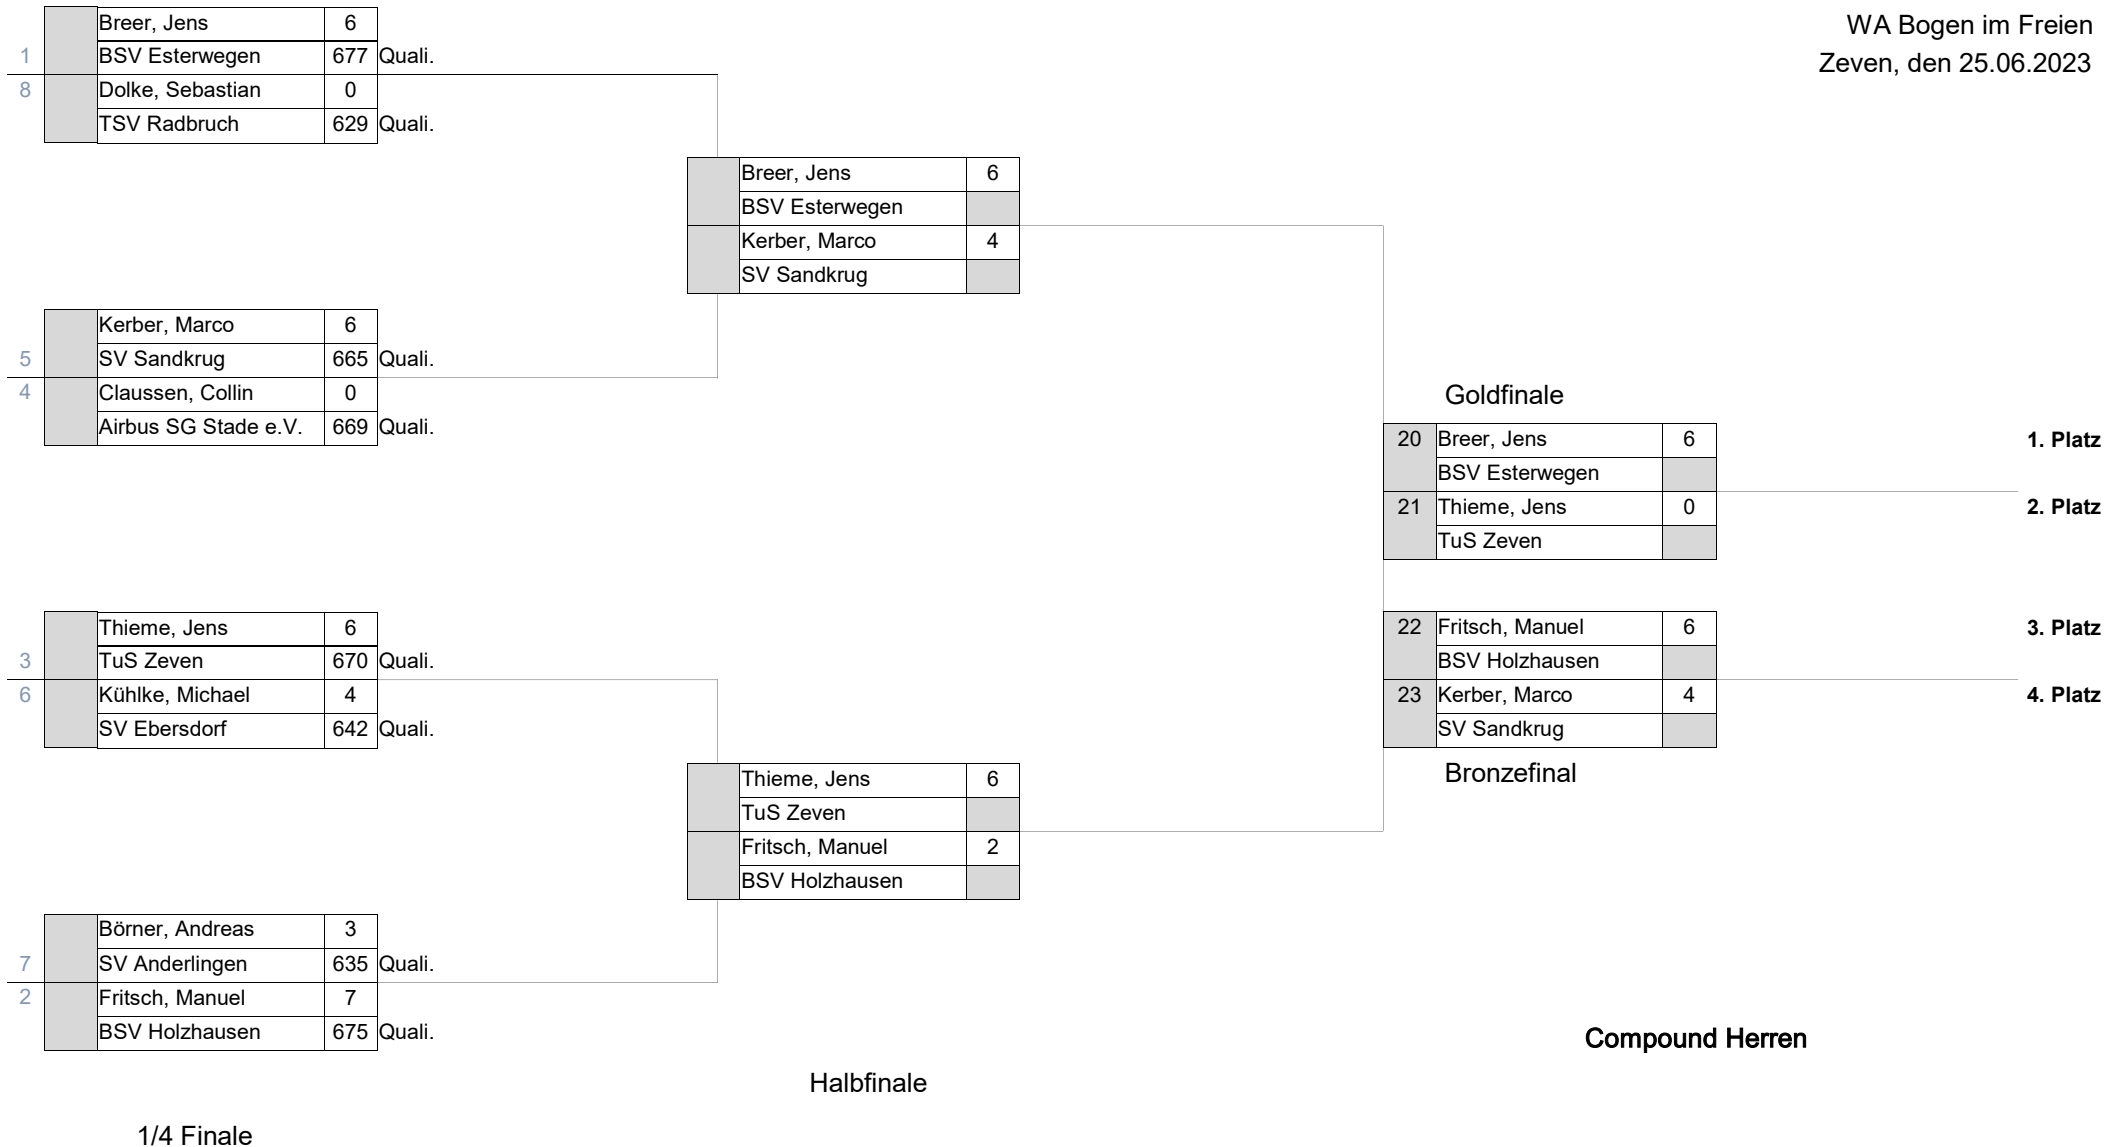 WA Bogen im Freien
Zeven, den 25.06.2023
Breer, Jens 6
1 BSV Esterwegen 677 Quali.
8 Dolke, Sebastian 0
TSV Radbruch 629 Quali.
Breer, Jens 6
BSV Esterwegen
Kerber, Marco 4
SV Sandkrug
Kerber, Marco 6
5 SV Sandkrug 665 Quali.
4 Claussen, Collin 0
Airbus SG Stade e.V. 669 Quali.
Goldfinale
20 Breer, Jens 6 1. Platz
BSV Esterwegen
21 Thieme, Jens 0 2. Platz
TuS Zeven
Thieme, Jens 6
3 TuS Zeven 670 Quali.
6 Kühlke, Michael 4
SV Ebersdorf 642 Quali.
22 Fritsch, Manuel 6 3. Platz
BSV Holzhausen
23 Kerber, Marco 4 4. Platz
SV Sandkrug
Bronzefinal
Thieme, Jens 6
TuS Zeven
Fritsch, Manuel 2
BSV Holzhausen
Börner, Andreas 3
7 SV Anderlingen 635 Quali.
2 Fritsch, Manuel 7
BSV Holzhausen 675 Quali.
Compound Herren
Halbfinale
1/4 Finale